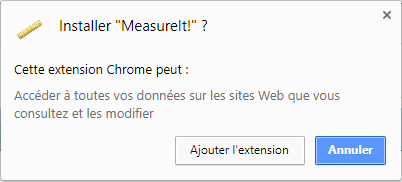 Installer "MeasureIt!" ?
Cette extension Chrome peut :
Accéder à toutes vos données sur les sites Web que vous
consultez et les modifier
Ajouter l'extension
Annuler